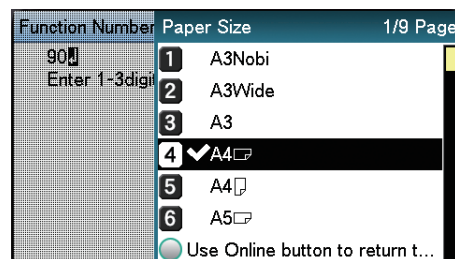 Function Number
90
Enter 1-3digi
Paper Size 1/9 Page
1 A3Nobi
2 A3Wide
3 A3
4 A4
5 A4
6 A5
Use Online button to return t...